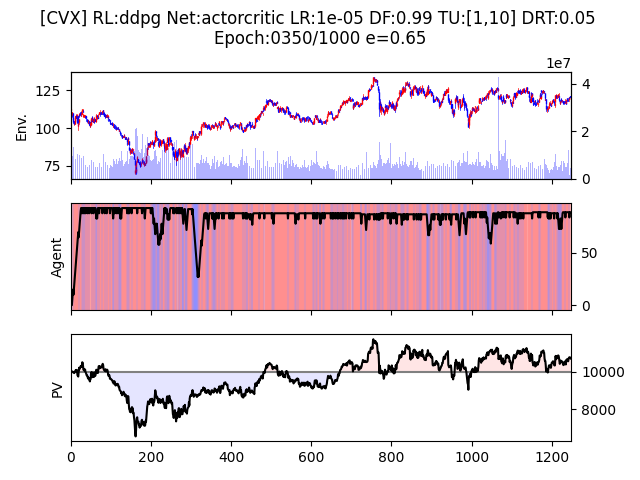 [CVX] RL:ddpg Net:actorcritic LR:1e-05 DF:0.99 TU:[1,10] DRT:0.05
Epoch:0350/1000 e=0.65
1e7
Env.
125
100
75
4
2
0
Agent
50
0
PV
10000
8000
0 200 400 600 800 1000 1200